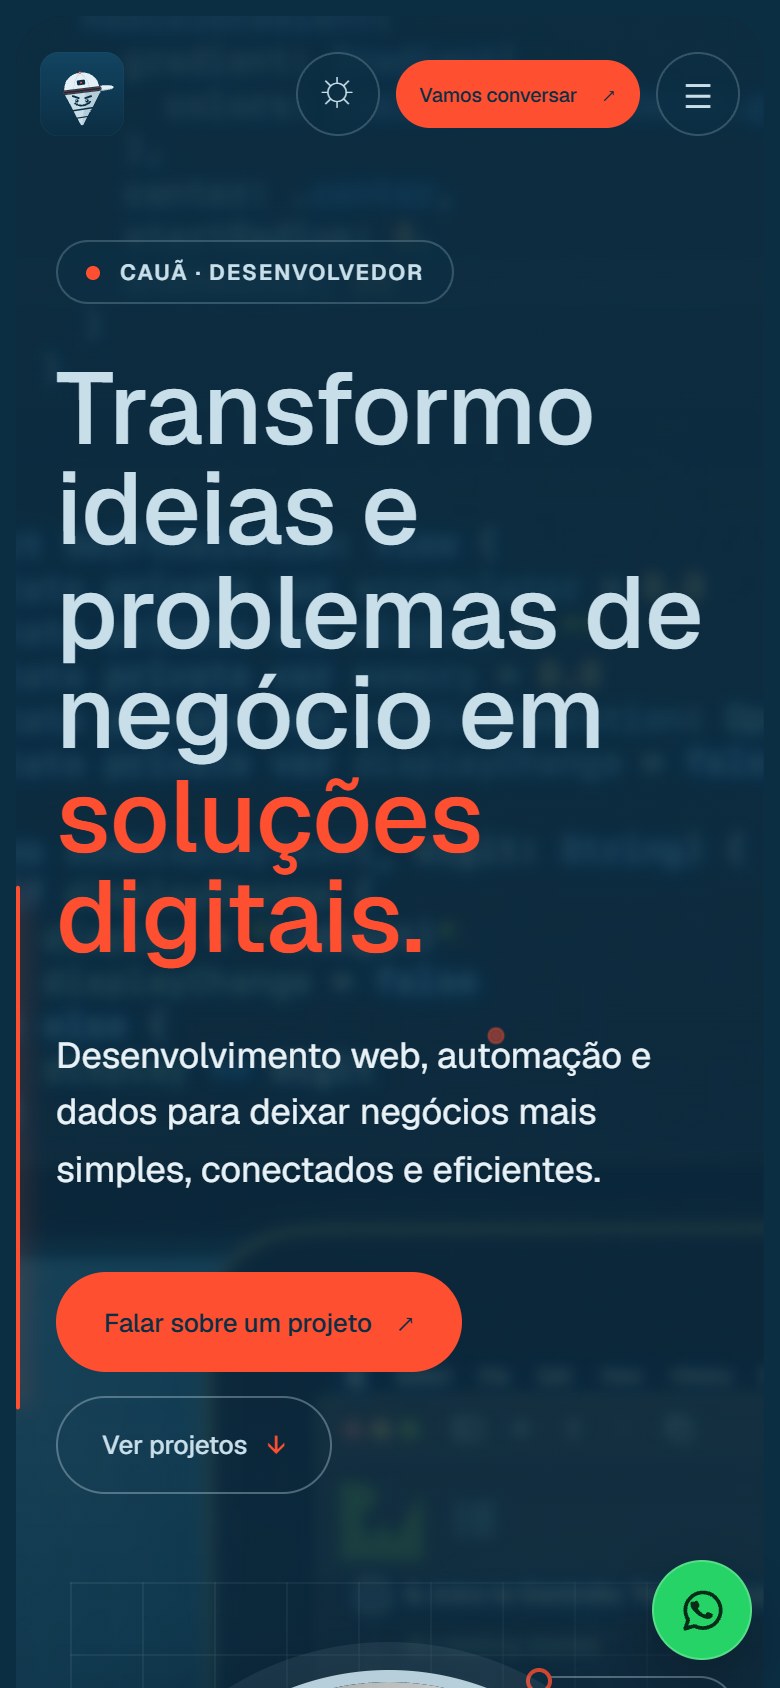 Vamos conversar ↗
CAUÃ · DESENVOLVEDOR
Transformo
ideias e
problemas de
negócio em
soluções
digitais.
Desenvolvimento web, automação e
dados para deixar negócios mais
simples, conectados e eficientes.
Falar sobre um projeto ↗
Ver projetos ↓